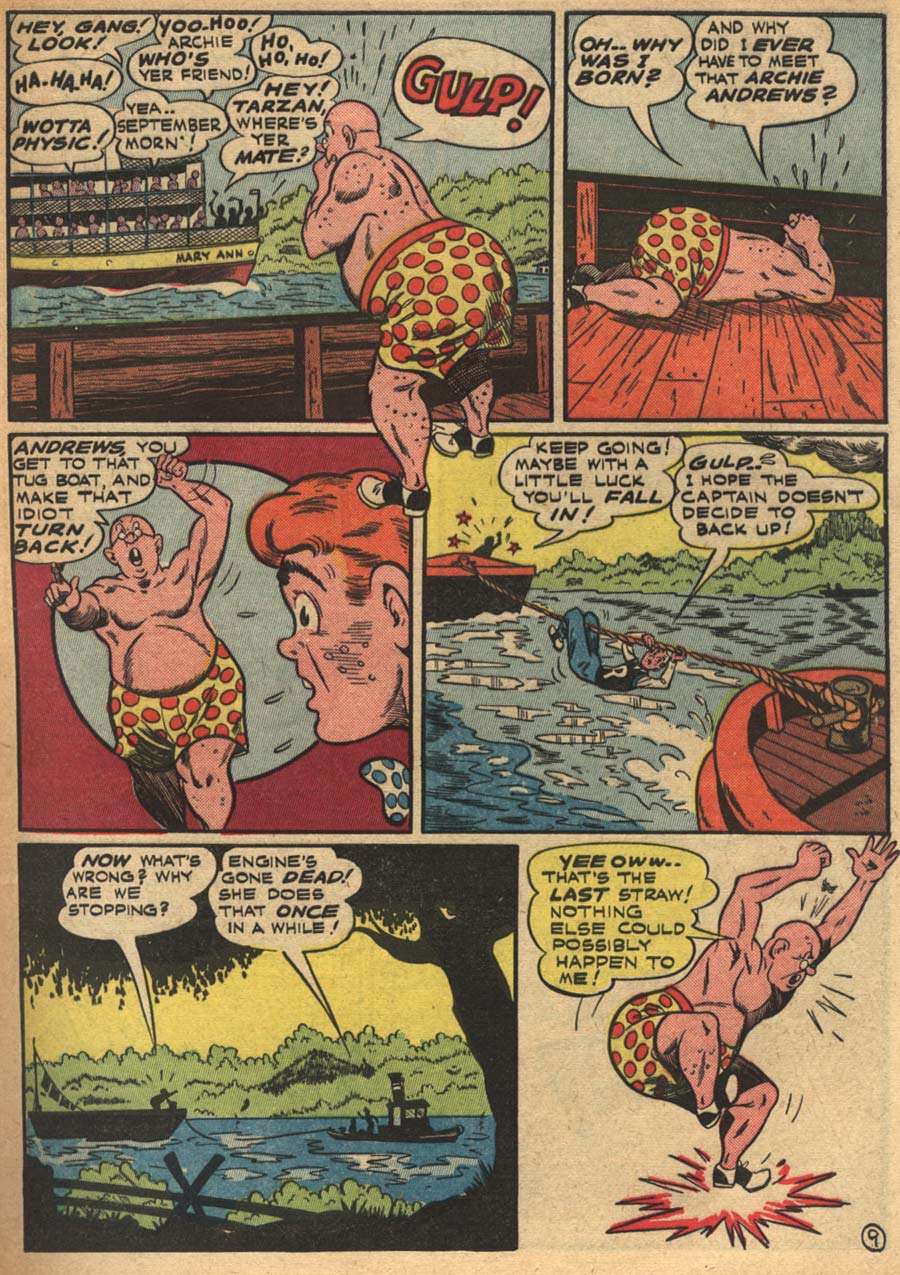 HEY, GANG!
LOOK!
YOO-HOO!
ARCHIE
WHO'S
YER FRIEND!
HO,
HO, HO!
HA-HA-HA!
WOTTA
PHYSIC!
YEA..
SEPTEMBER
MORN'!
HEY!
TARZAN,
WHERE'S
YER
MATE?
GULP!
MARY ANN
OH.. WHY
WAS I
BORN?
AND WHY
DID I EVER
HAVE TO MEET
THAT ARCHIE
ANDREWS?
ANDREWS, YOU
GET TO THAT
TUG BOAT, AND
MAKE THAT
IDIOT
TURN
BACK!
KEEP GOING!
MAYBE WITH A
LITTLE LUCK
YOU'LL FALL
IN!
GULP..?
I HOPE THE
CAPTAIN DOESN'T
DECIDE TO
BACK UP!
NOW WHAT'S
WRONG? WHY
ARE WE
STOPPING?
ENGINE'S
GONE DEAD!
SHE DOES
THAT ONCE
IN A WHILE!
YEE OWW..
THAT'S THE
LAST STRAW!
NOTHING
ELSE COULD
POSSIBLY
HAPPEN TO
ME!
9